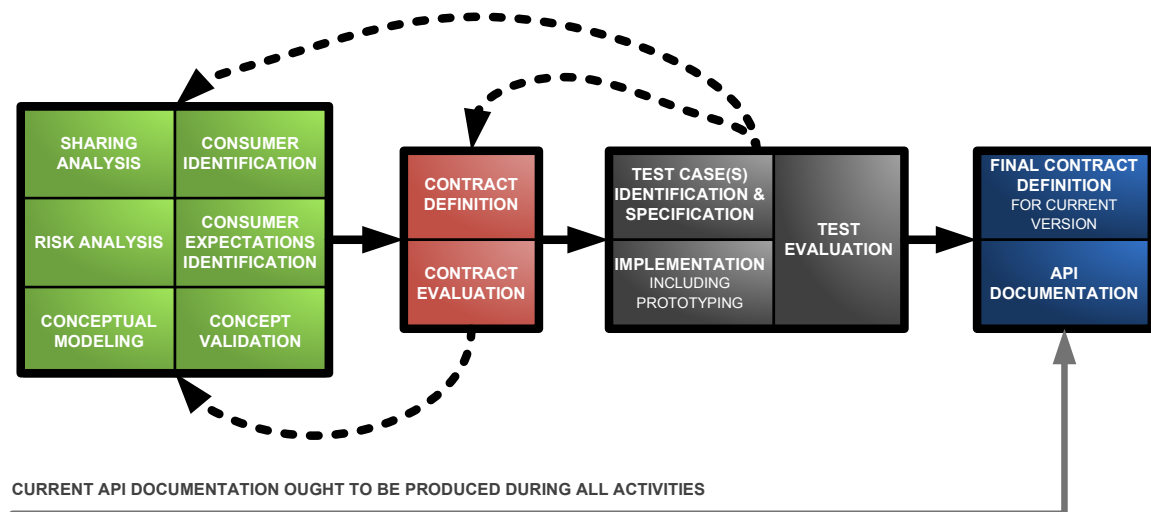 SHARING
ANALYSIS
CONSUMER
IDENTIFICATION
RISK ANALYSIS
CONSUMER
EXPECTATIONS
IDENTIFICATION
CONCEPTUAL
MODELING
CONCEPT
VALIDATION
CONTRACT
DEFINITION
CONTRACT
EVALUATION
TEST CASE(S)
IDENTIFICATION &
SPECIFICATION
IMPLEMENTATION
INCLUDING
PROTOTYPING
TEST
EVALUATION
FINAL CONTRACT
DEFINITION
FOR CURRENT
VERSION
API
DOCUMENTATION
CURRENT API DOCUMENTATION OUGHT TO BE PRODUCED DURING ALL ACTIVITIES